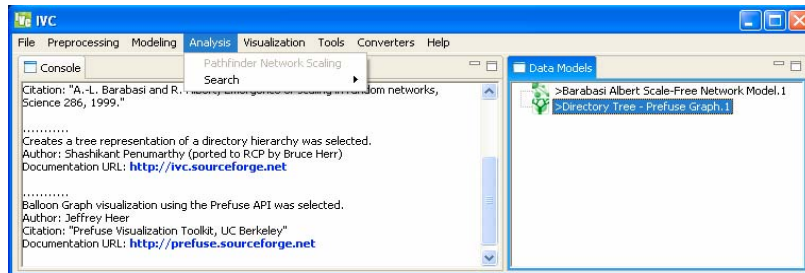 IVC
File Preprocessing Modeling Analysis Visualization Tools Converters Help
Console
Pathfinder Network Scaling
Search
Data Models
Citation: "A.-L. Barabasi and R. networks,
Science 286, 1999."
...........
Creates a tree representation of a directory hierarchy was selected.
Author: Shashikant Penumarthy (ported to RCP by Bruce Herr)
Documentation URL: http://ivc.sourceforge.net
...........
Balloon Graph visualization using the Prefuse API was selected.
Author: Jeffrey Heer
Citation: "Prefuse Visualization Toolkit, UC Berkeley"
Documentation URL: http://prefuse.sourceforge.net
>Barabasi Albert Scale-Free Network Model.1
>Directory Tree - Prefuse Graph.1